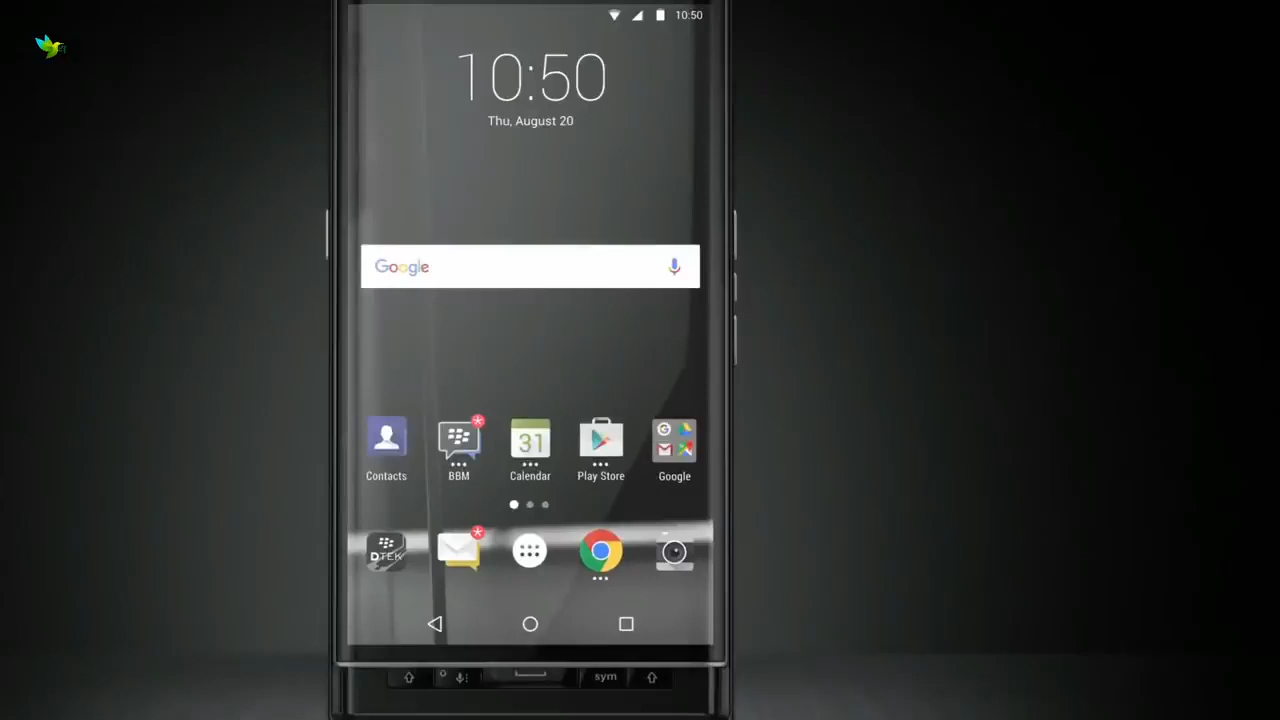 10:50
10:50
Thu, August 20
Google
31
Contacts
BBM
Calendar
Play Store
Google
DTEK
sym